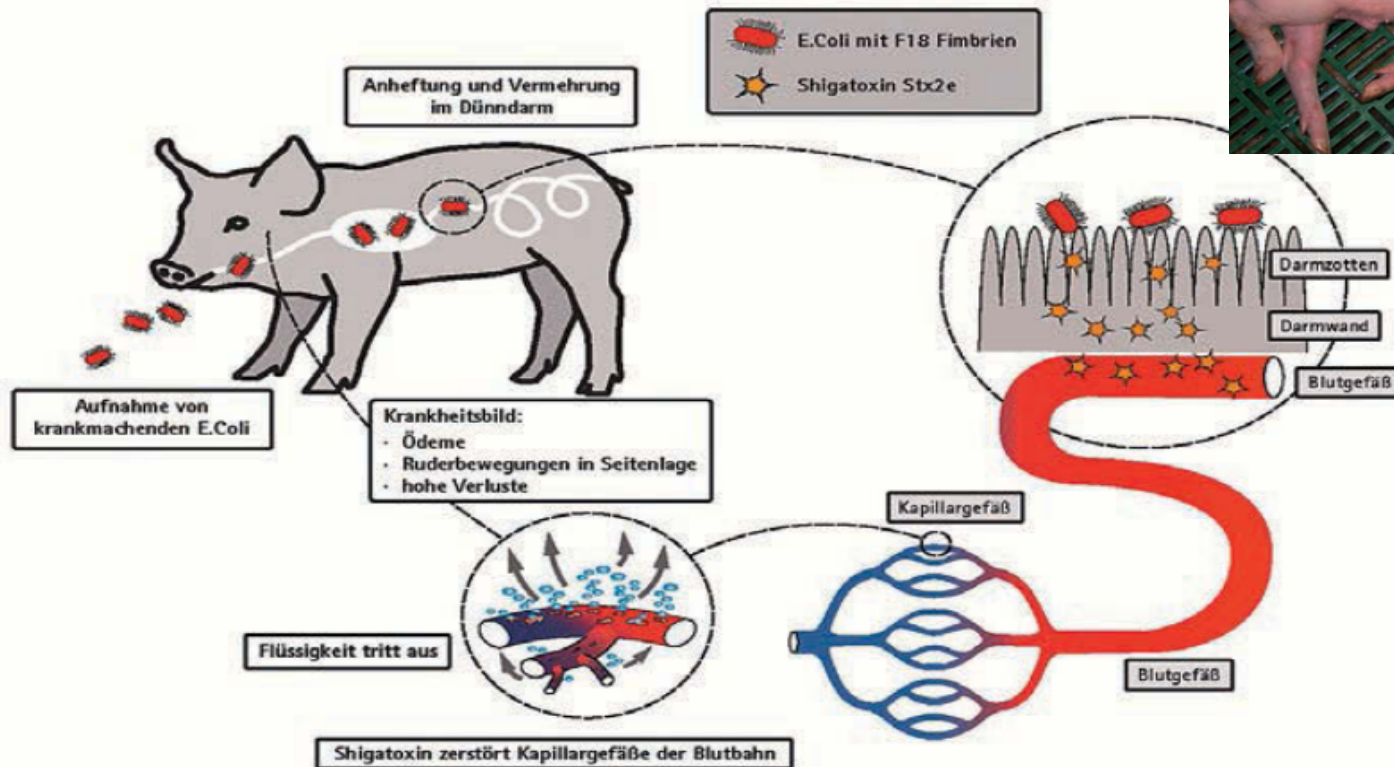 E.Coli mit F18 Fimbrien
Shigatoxin Stx2e
Anheftung und Vermehrung
im Dünndarm
Darmzotten
Darmwand
Blutgefäß
Aufnahme von
krankmachenden E.Coli
Krankheitsbild:
· Ödeme
· Ruderbewegungen in Seitenlage
· hohe Verluste
Kapillargefäß
Flüssigkeit tritt aus
Blutgefäß
Shigatoxin zerstört Kapillargefäße der Blutbahn